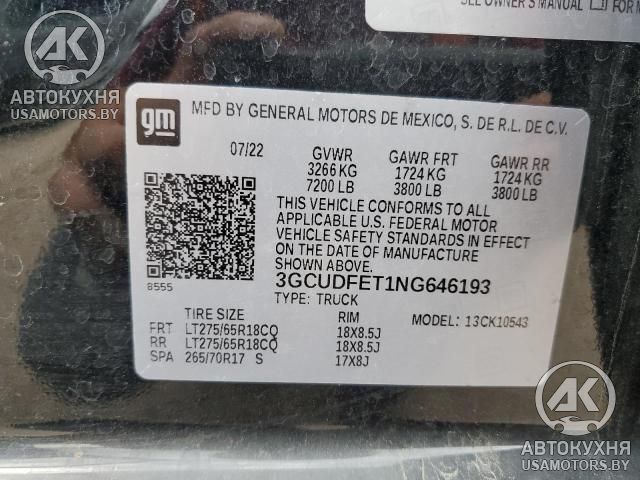 SEE OWNER'S MANUAL
AK
АВТОКУХНЯ
USAMOTORS.BY
gm
MFD BY GENERAL MOTORS DE MEXICO, S. DE R.L. DE C.V.
07/22 GVWR GAWR FRT GAWR RR
3266 KG 1724 KG 1724 KG
7200 LB 3800 LB 3800 LB
THIS VEHICLE CONFORMS TO ALL
APPLICABLE U.S. FEDERAL MOTOR
VEHICLE SAFETY STANDARDS IN EFFECT
ON THE DATE OF MANUFACTURE
SHOWN ABOVE.
8555 3GCUDFET1NG646193
TYPE: TRUCK
TIRE SIZE RIM MODEL: 13CK10543
FRT LT275/65R18CQ 18X8.5J
RR LT275/65R18CQ 18X8.5J
SPA 265/70R17 S 17X8J
AK
АВТОКУХНЯ
USAMOTORS.BY